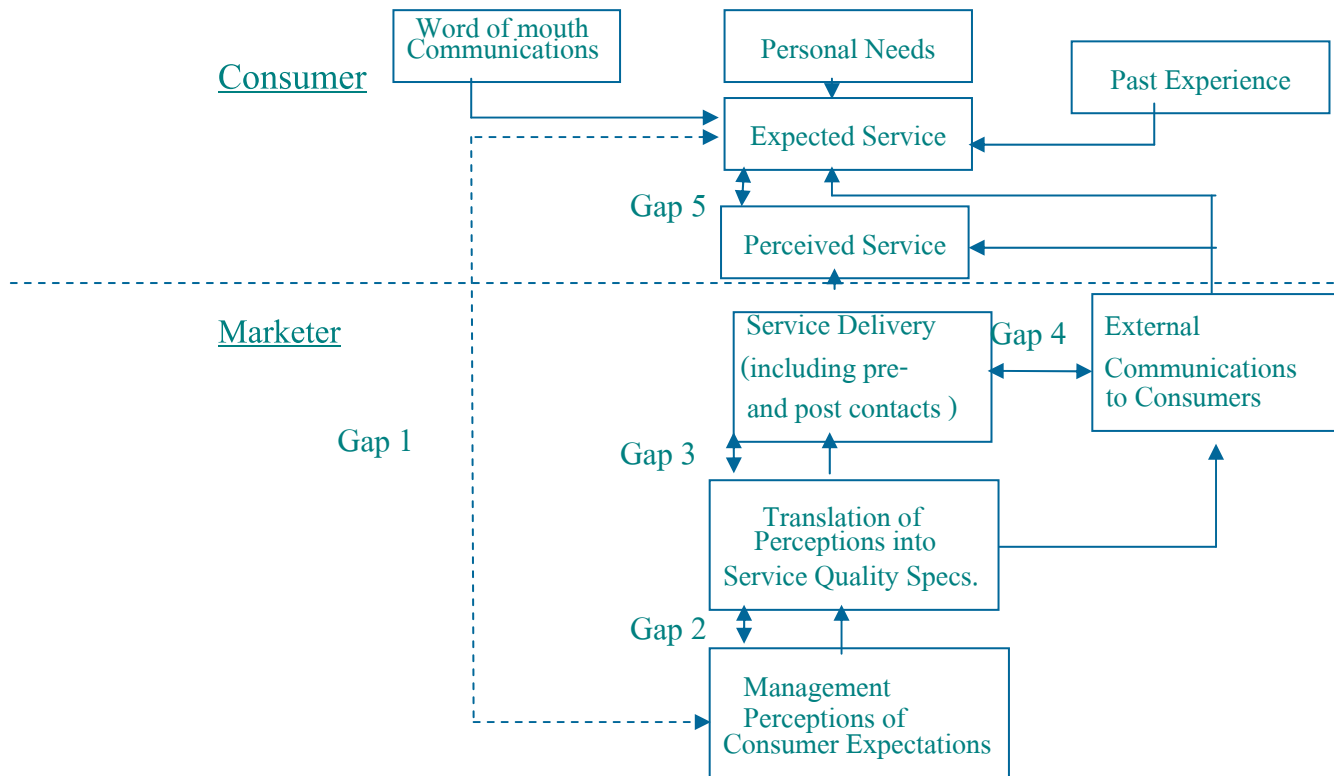 Word of mouth
Communications
Personal Needs
Consumer
Past Experience
Expected Service
Gap 5
Perceived Service
Marketer
Service Delivery
(including pre-
and post contacts )
Gap 4
External
Communications
to Consumers
Gap 1
Gap 3
Translation of
Perceptions into
Service Quality Specs.
Gap 2
Management
Perceptions of
Consumer Expectations